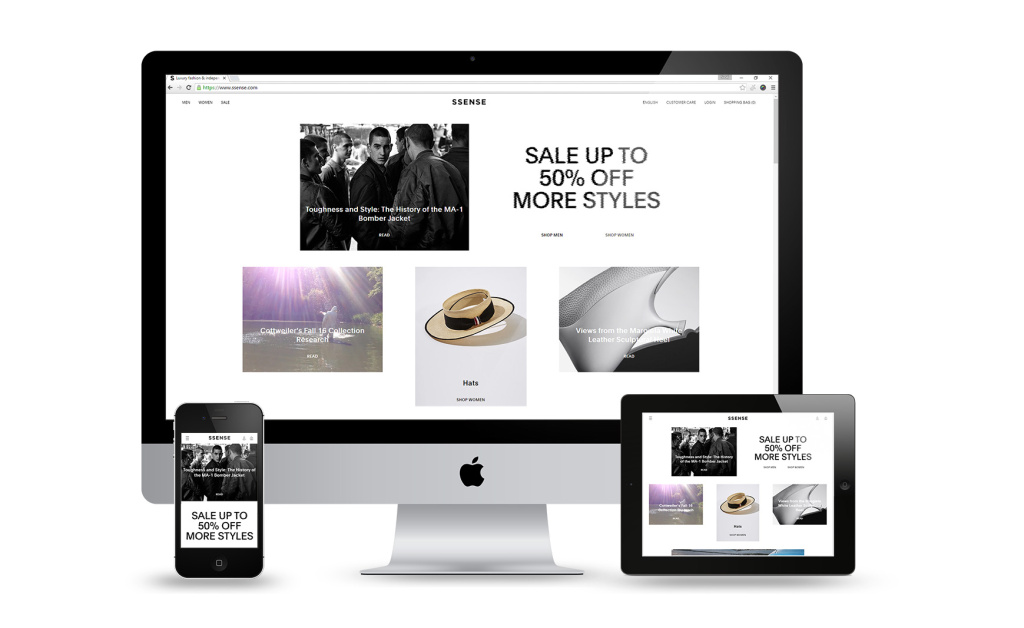 Luxury fashion & indepe
https://www.ssense.com
MEN WOMEN SALE
SSENSE
ENGLISH CUSTOMER CARE LOGIN SHOPPING BAG (0)
Toughness and Style: The History of the MA-1
Bomber Jacket
READ
SALE UP TO
50% OFF
MORE STYLES
SHOP MEN SHOP WOMEN
Cottweiler's Fall 16 Collection
Research
READ
Hats
SHOP WOMEN
Views from the Margiela White
Leather Sculptural Heel
READ
SSENSE
Toughness and Style: The History of
the MA-1 Bomber Jacket
READ
SALE UP TO
50% OFF
MORE STYLES
SSENSE
Toughness and Style: The History
of the MA-1 Bomber Jacket
READ
SALE UP TO
50% OFF
MORE STYLES
SHOP MEN SHOP WOMEN
Cottweiler's Fall 16
Collection Research
READ
Hats
SHOP WOMEN